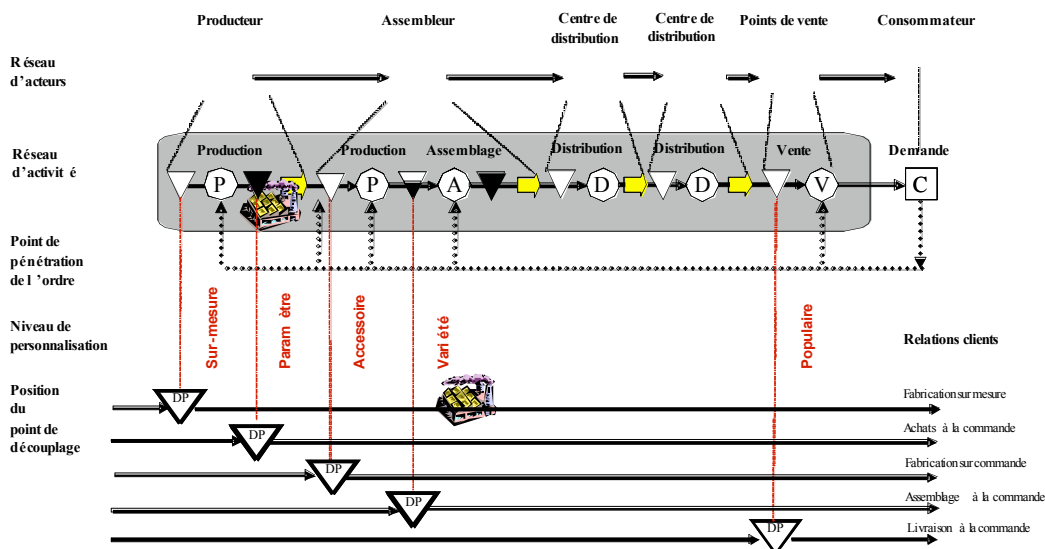 Producteur
Assembleur
Centre de
distribution
Centre de
distribution
Points de vente
Consommateur
Réseau
d'acteurs
Réseau
d'activité
Production
Production
Assemblage
Distribution
Distribution
Vente
Demande
P
P
A
D
D
V
C
Point de
pénétration
de l'ordre
Niveau de
personnalisation
Sur-mesure
Paramètre
Accessoire
Variété
Populaire
Relations clients
Position
du
point de
découplage
DP
Fabrication sur mesure
DP
Achats à la commande
DP
Fabrication sur commande
DP
Assemblage à la commande
DP
Livraison à la commande